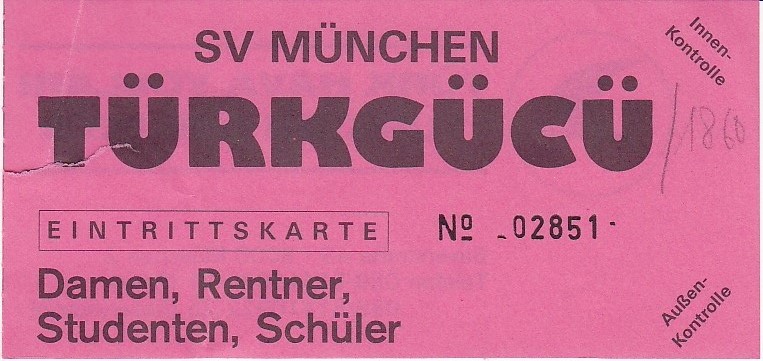 SV MÜNCHEN
TÜRKGÜCÜ
/1860
Innen-
Kontrolle
EINTRITTSKARTE
Nº 02851
Damen, Rentner,
Studenten, Schüler
Außen-
Kontrolle